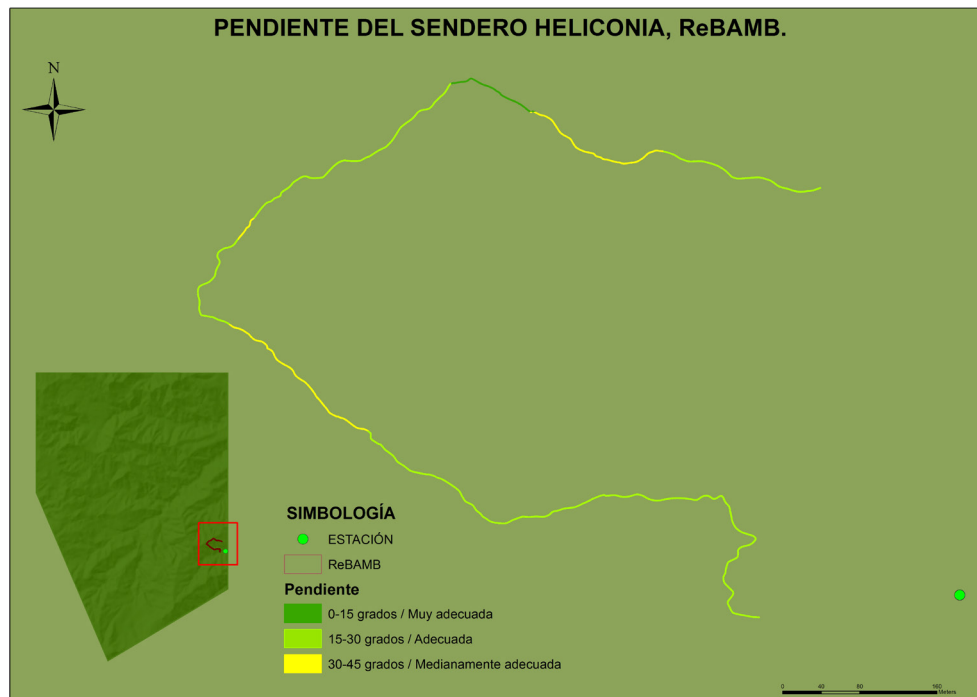 PENDIENTE DEL SENDERO HELICONIA, ReBAMB.
N
SIMBOLOGÍA
ESTACIÓN
ReBAMB
Pendiente
0-15 grados / Muy adecuada
15-30 grados / Adecuada
30-45 grados / Medianamente adecuada
0 40 80 160
Meters